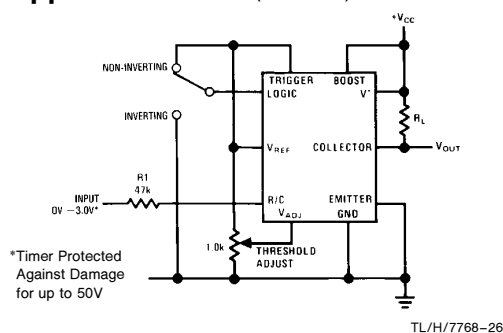 +VCC
NON-INVERTING
TRIGGER
BOOST
LOGIC
V+
INVERTING
RL
VREF
COLLECTOR
VOUT
R1
47k
INPUT
0V –3.0V*
R/C
EMITTER
VADJ
GND
1.0k
THRESHOLD
ADJUST
*Timer Protected
Against Damage
for up to 50V
TL/H/7768–26